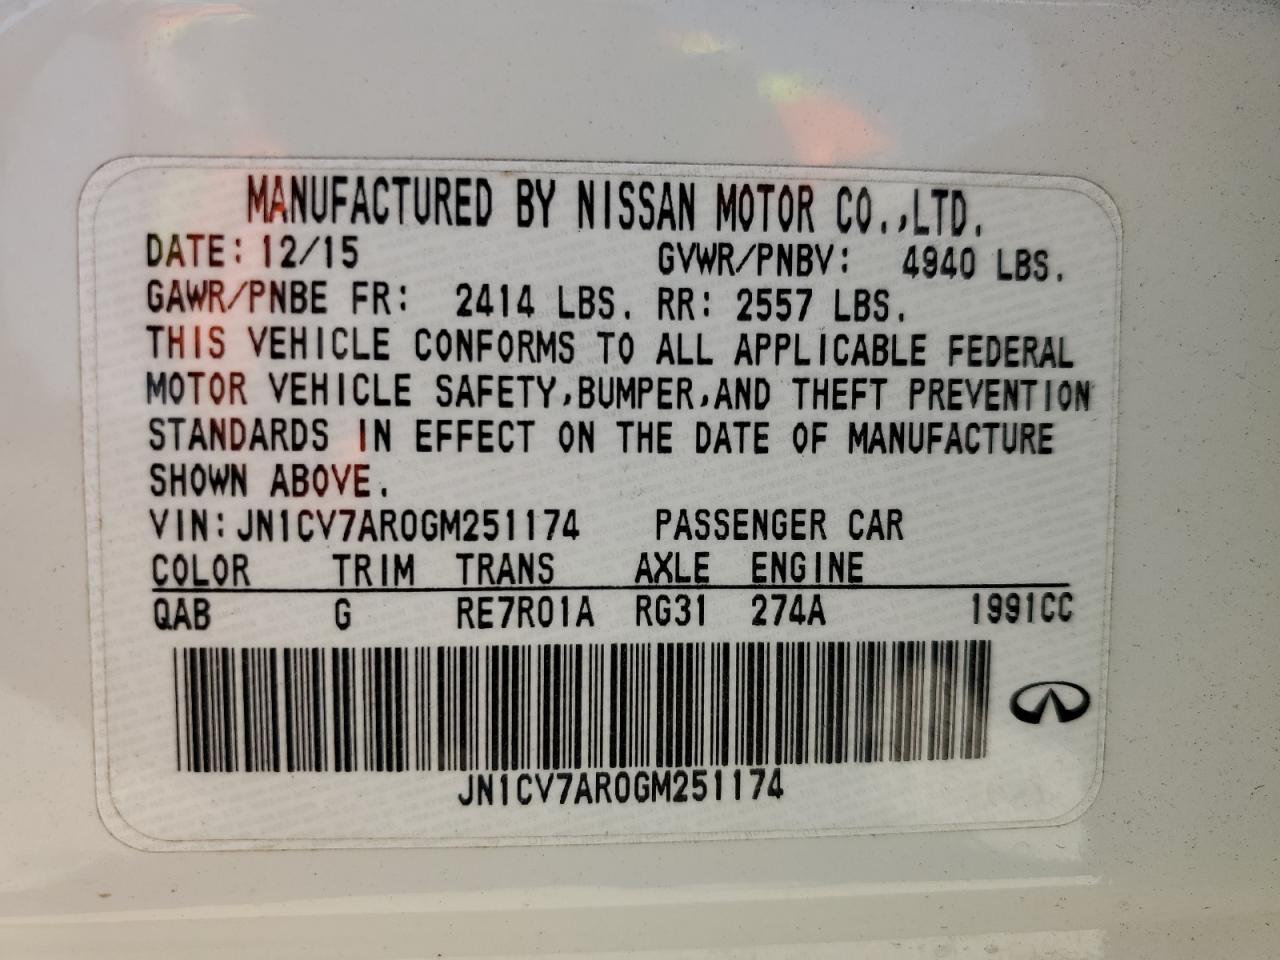 MANUFACTURED BY NISSAN MOTOR CO.,LTD.
DATE: 12/15 GVWR/PNBV: 4940 LBS.
GAWR/PNBE FR: 2414 LBS. RR: 2557 LBS.
THIS VEHICLE CONFORMS TO ALL APPLICABLE FEDERAL
MOTOR VEHICLE SAFETY,BUMPER,AND THEFT PREVENTION
STANDARDS IN EFFECT ON THE DATE OF MANUFACTURE
SHOWN ABOVE.
VIN:JN1CV7AR0GM251174 PASSENGER CAR
COLOR TRIM TRANS AXLE ENGINE
QAB G RE7R01A RG31 274A 1991CC
JN1CV7AR0GM251174